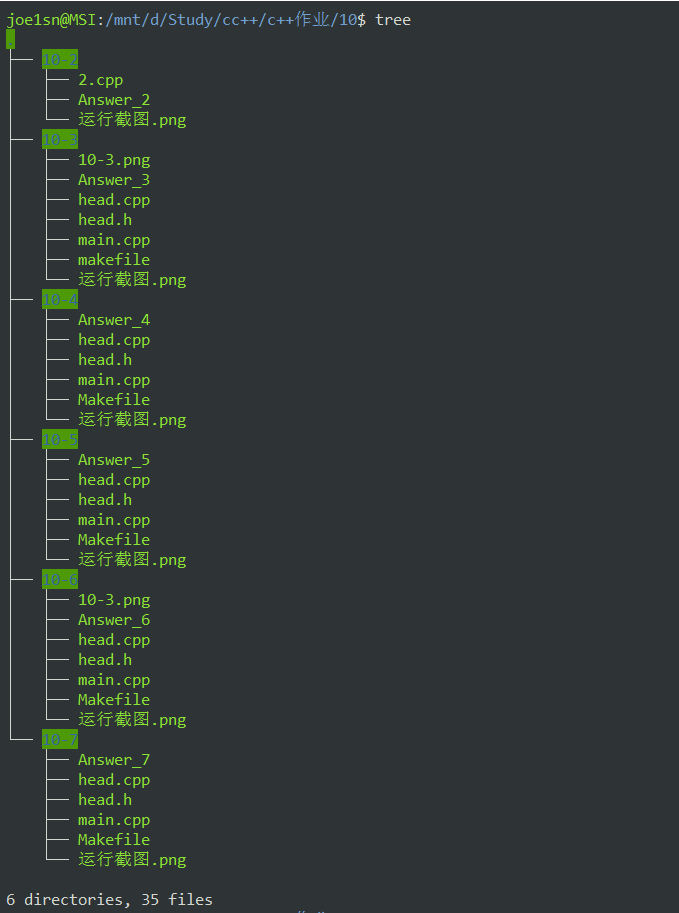 joe1sn@MSI:/mnt/d/Study/cc++/c++作业/10$ tree
.
├── 10-2
│   ├── 2.cpp
│   ├── Answer_2
│   └── 运行截图.png
├── 10-3
│   ├── 10-3.png
│   ├── Answer_3
│   ├── head.cpp
│   ├── head.h
│   ├── main.cpp
│   ├── makefile
│   └── 运行截图.png
├── 10-4
│   ├── Answer_4
│   ├── head.cpp
│   ├── head.h
│   ├── main.cpp
│   ├── Makefile
│   └── 运行截图.png
├── 10-5
│   ├── Answer_5
│   ├── head.cpp
│   ├── head.h
│   ├── main.cpp
│   ├── Makefile
│   └── 运行截图.png
├── 10-6
│   ├── 10-3.png
│   ├── Answer_6
│   ├── head.cpp
│   ├── head.h
│   ├── main.cpp
│   ├── Makefile
│   └── 运行截图.png
└── 10-7
    ├── Answer_7
    ├── head.cpp
    ├── head.h
    ├── main.cpp
    ├── Makefile
    └── 运行截图.png

6 directories, 35 files